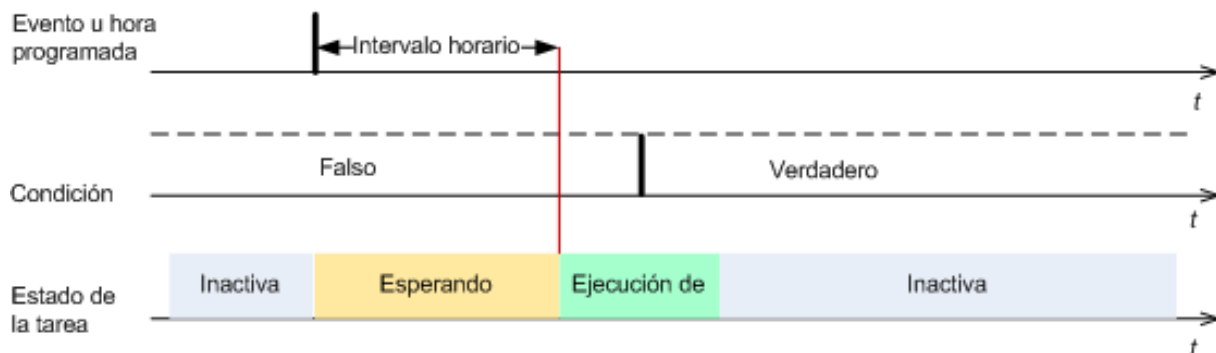 Evento u hora
programada
Intervalo horario
t
Falso
Verdadero
Condición
t
Inactiva
Esperando
Ejecución de
Inactiva
Estado de
la tarea
t